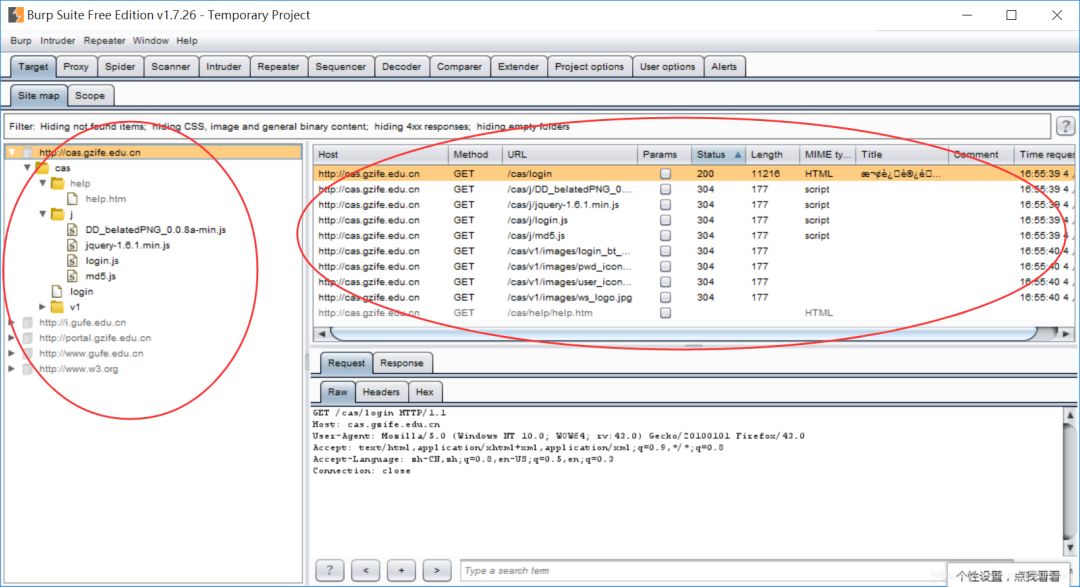 Burp Suite Free Edition v1.7.26 - Temporary Project
Burp Intruder Repeater Window Help
Target Proxy Spider Scanner Intruder Repeater Sequencer Decoder Comparer Extender Project options User options Alerts
Site map Scope
Filter: Hiding not found items; hiding CSS, image and general binary content; hiding 4xx responses; hiding empty folders ?
http://cas.gzife.edu.cn
cas
help
help.htm
j
DD_belatedPNG_0.0.8a-min.js
jquery-1.6.1.min.js
login.js
md5.js
login
v1
http://i.gufe.edu.cn
http://portal.gzife.edu.cn
http://www.gufe.edu.cn
http://www.w3.org
Host Method URL Params Status Length MIME ty... Title Comment Time reques
http://cas.gzife.edu.cn GET /cas/login 200 11216 HTML 16:55:39 4
http://cas.gzife.edu.cn GET /cas/j/DD_belatedPNG_0.... 304 177 script 16:55:39 4
http://cas.gzife.edu.cn GET /cas/j/jquery-1.6.1.min.js 304 177 script 16:55:39 4
http://cas.gzife.edu.cn GET /cas/j/login.js 304 177 script 16:55:39 4
http://cas.gzife.edu.cn GET /cas/j/md5.js 304 177 script 16:55:39 4
http://cas.gzife.edu.cn GET /cas/v1/images/login_bt_... 304 177 16:55:40 4
http://cas.gzife.edu.cn GET /cas/v1/images/pwd_icon... 304 177 16:55:40 4
http://cas.gzife.edu.cn GET /cas/v1/images/user_icon... 304 177 16:55:40 4
http://cas.gzife.edu.cn GET /cas/v1/images/ws_logo.jpg 304 177 16:55:40 4
http://cas.gzife.edu.cn GET /cas/help/help.htm HTML
Request Response
Raw Headers Hex
GET /cas/login HTTP/1.1
Host: cas.gzife.edu.cn
User-Agent: Mozilla/5.0 (Windows NT 10.0; WOW64; rv:43.0) Gecko/20100101 Firefox/43.0
Accept: text/html,application/xhtml+xml,application/xml;q=0.9,*/*;q=0.8
Accept-Language: zh-CN,zh;q=0.8,en-US;q=0.5,en;q=0.3
Connection: close
? < + > Type a search term
个性设置，点我看看